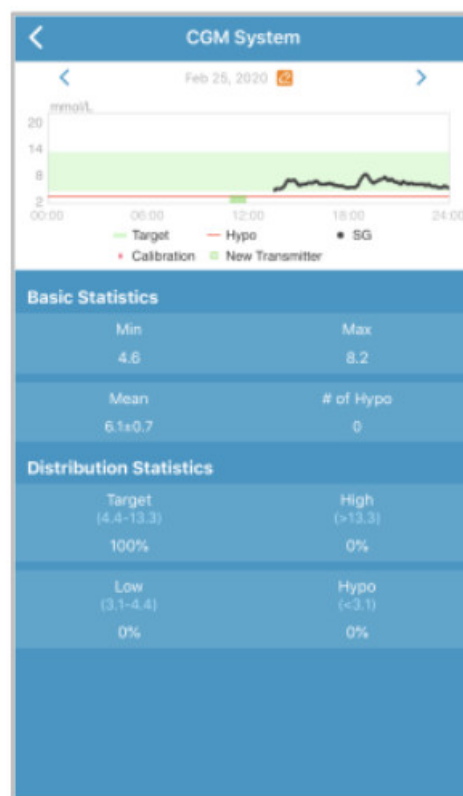 CGM System
Feb 25, 2020
mmol/L
20
14
8
2
00:00 06:00 12:00 18:00 24:00
Target Hypo SG
Calibration New Transmitter
Basic Statistics
Min Max
4.6 8.2
Mean # of Hypo
6.1±0.7 0
Distribution Statistics
Target High
(4.4-13.3) (>13.3)
100% 0%
Low Hypo
(3.1-4.4) (<3.1)
0% 0%